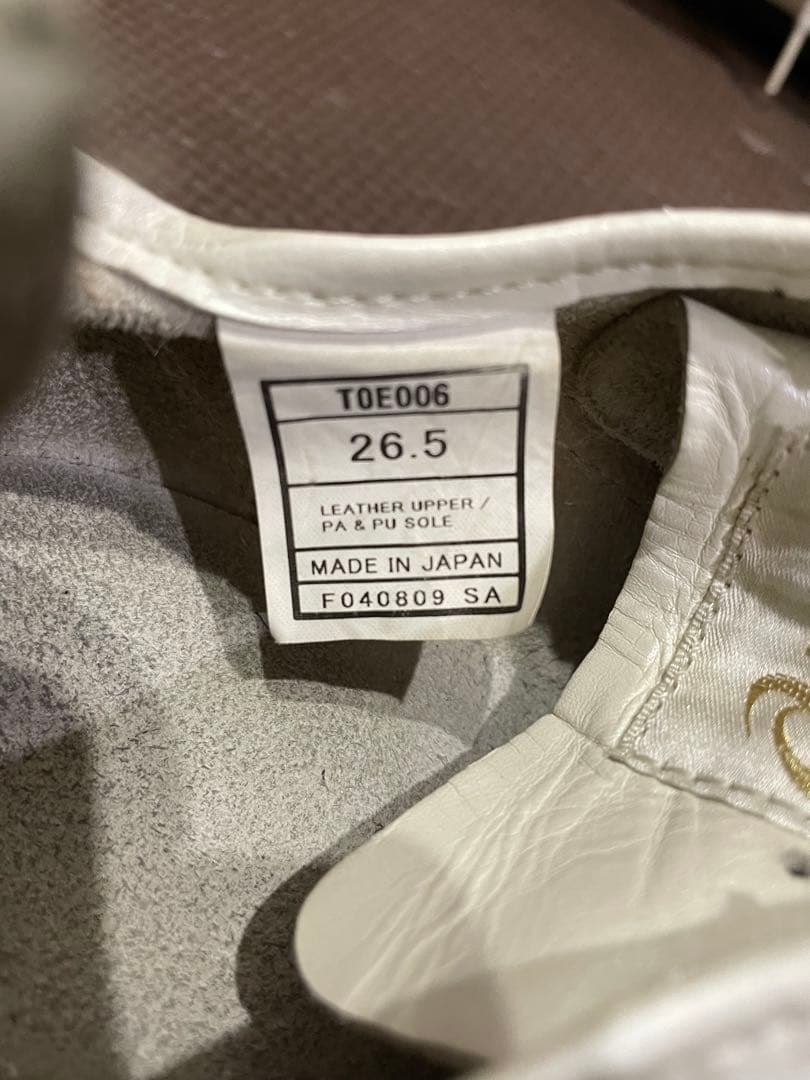 T0E006
26.5
LEATHER UPPER /
PA & PU SOLE
MADE IN JAPAN
F040809 SA